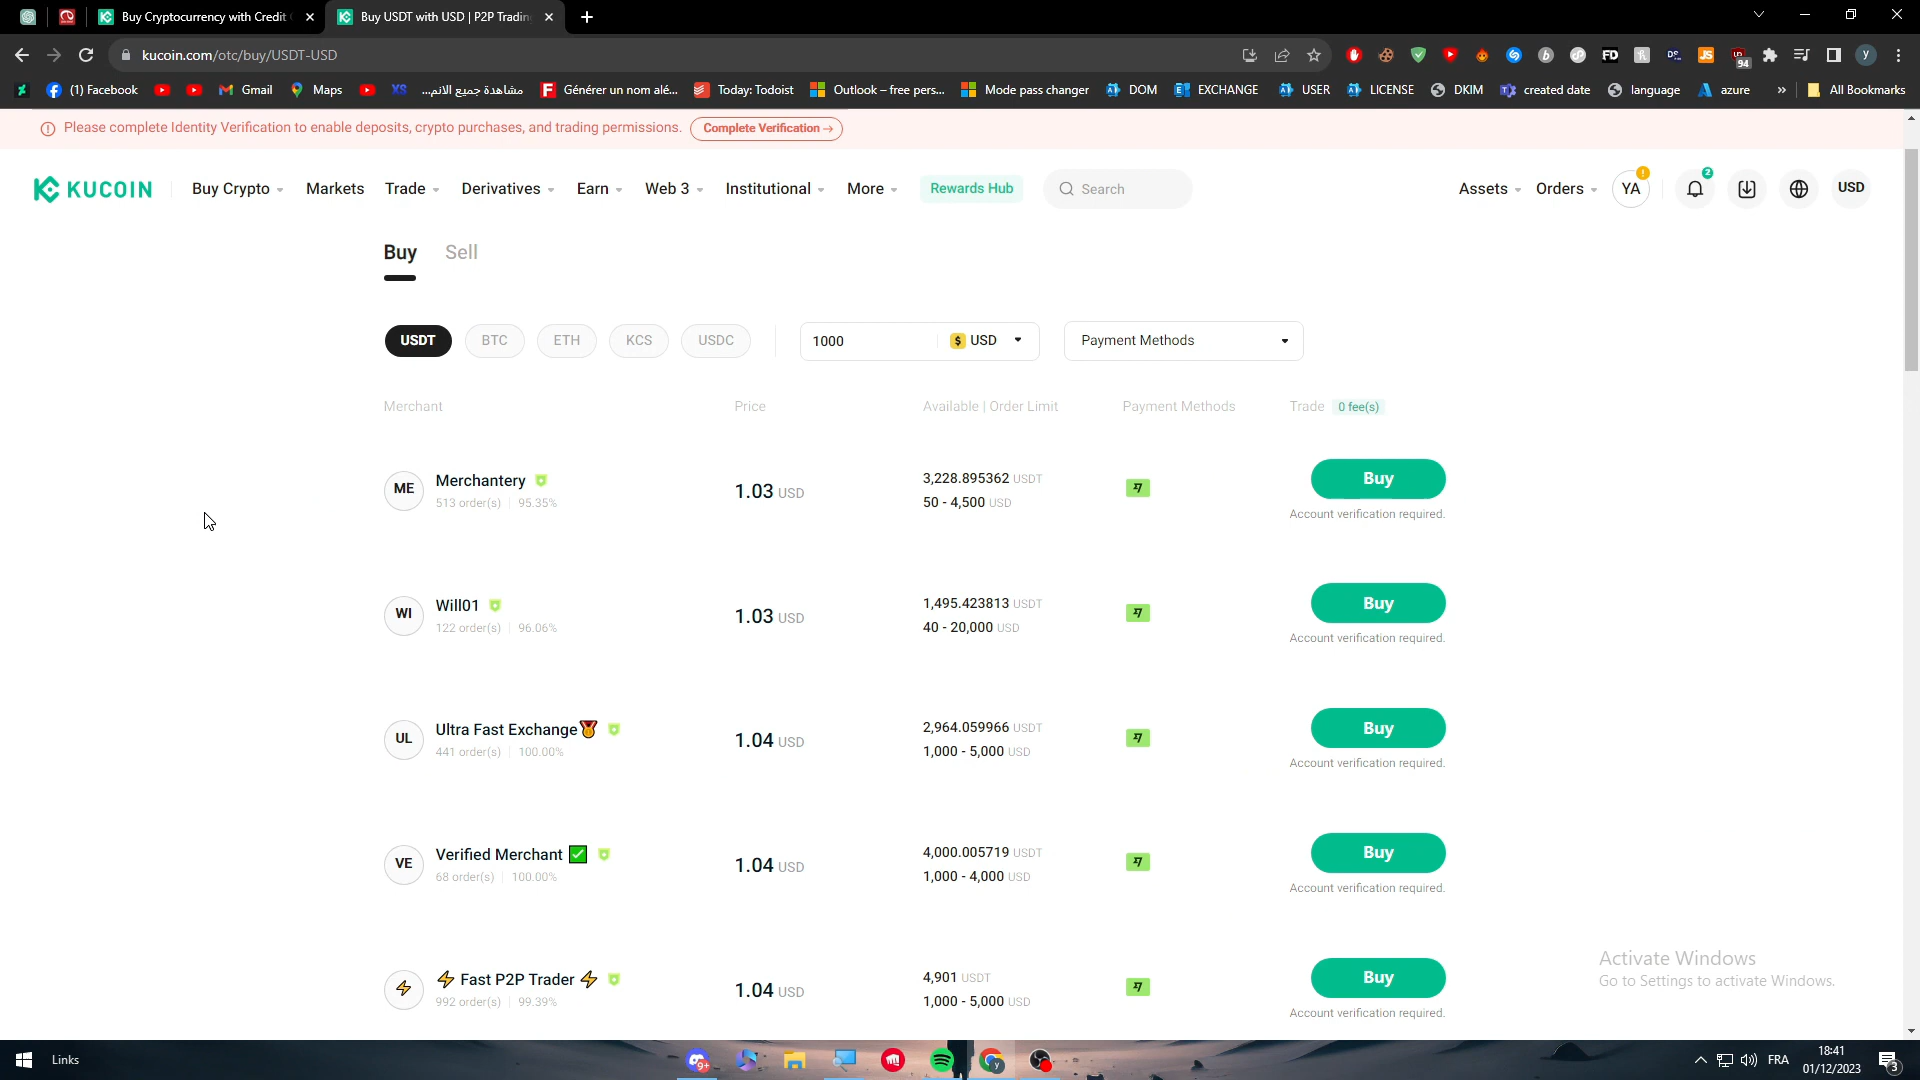 Buy Cryptocurrency with Credit
Buy USDT with USD | P2P Tradin
kucoin.com/otc/buy/USDT-USD
94
y
(1) Facebook
Gmail
Maps
XS
مشاهدة جميع الانم...
Générer un nom alé...
Today: Todoist
Outlook – free pers...
Mode pass changer
DOM
EXCHANGE
USER
LICENSE
DKIM
created date
language
azure
»
All Bookmarks
Please complete Identity Verification to enable deposits, crypto purchases, and trading permissions.
Complete Verification →
KUCOIN
Buy Crypto
Markets
Trade
Derivatives
Earn
Web 3
Institutional
More
Rewards Hub
Search
Assets
Orders
YA
2
USD
Buy
Sell
USDT
BTC
ETH
KCS
USDC
1000
$ USD
Payment Methods
Merchant
Price
Available | Order Limit
Payment Methods
Trade 0 fee(s)
ME
Merchantery
513 order(s) | 95.35%
1.03 USD
3,228.895362 USDT
50 - 4,500 USD
Buy
Account verification required.
WI
Will01
122 order(s) | 96.06%
1.03 USD
1,495.423813 USDT
40 - 20,000 USD
Buy
Account verification required.
UL
Ultra Fast Exchange🏅
441 order(s) | 100.00%
1.04 USD
2,964.059966 USDT
1,000 - 5,000 USD
Buy
Account verification required.
VE
Verified Merchant ✅
68 order(s) | 100.00%
1.04 USD
4,000.005719 USDT
1,000 - 4,000 USD
Buy
Account verification required.
⚡
⚡ Fast P2P Trader ⚡
992 order(s) | 99.39%
1.04 USD
4,901 USDT
1,000 - 5,000 USD
Buy
Account verification required.
Activate Windows
Go to Settings to activate Windows.
Links
9+
FRA
18:41
01/12/2023
3